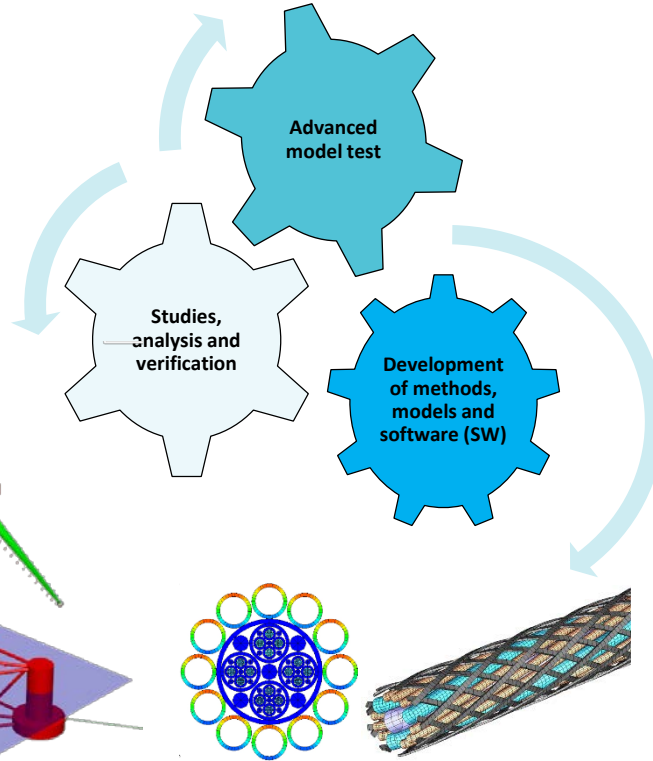 Advanced
model test
Studies,
analysis and
verification
Development
of methods,
models and
software (SW)